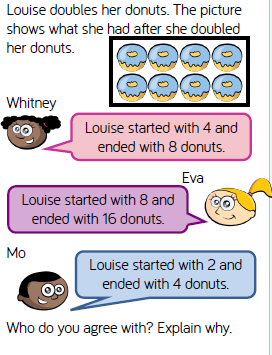 Louise doubles her donuts. The picture
shows what she had after she doubled
her donuts.
Whitney
Louise started with 4 and
ended with 8 donuts.
Eva
Louise started with 8 and
ended with 16 donuts.
Mo
Louise started with 2 and
ended with 4 donuts.
Who do you agree with? Explain why.